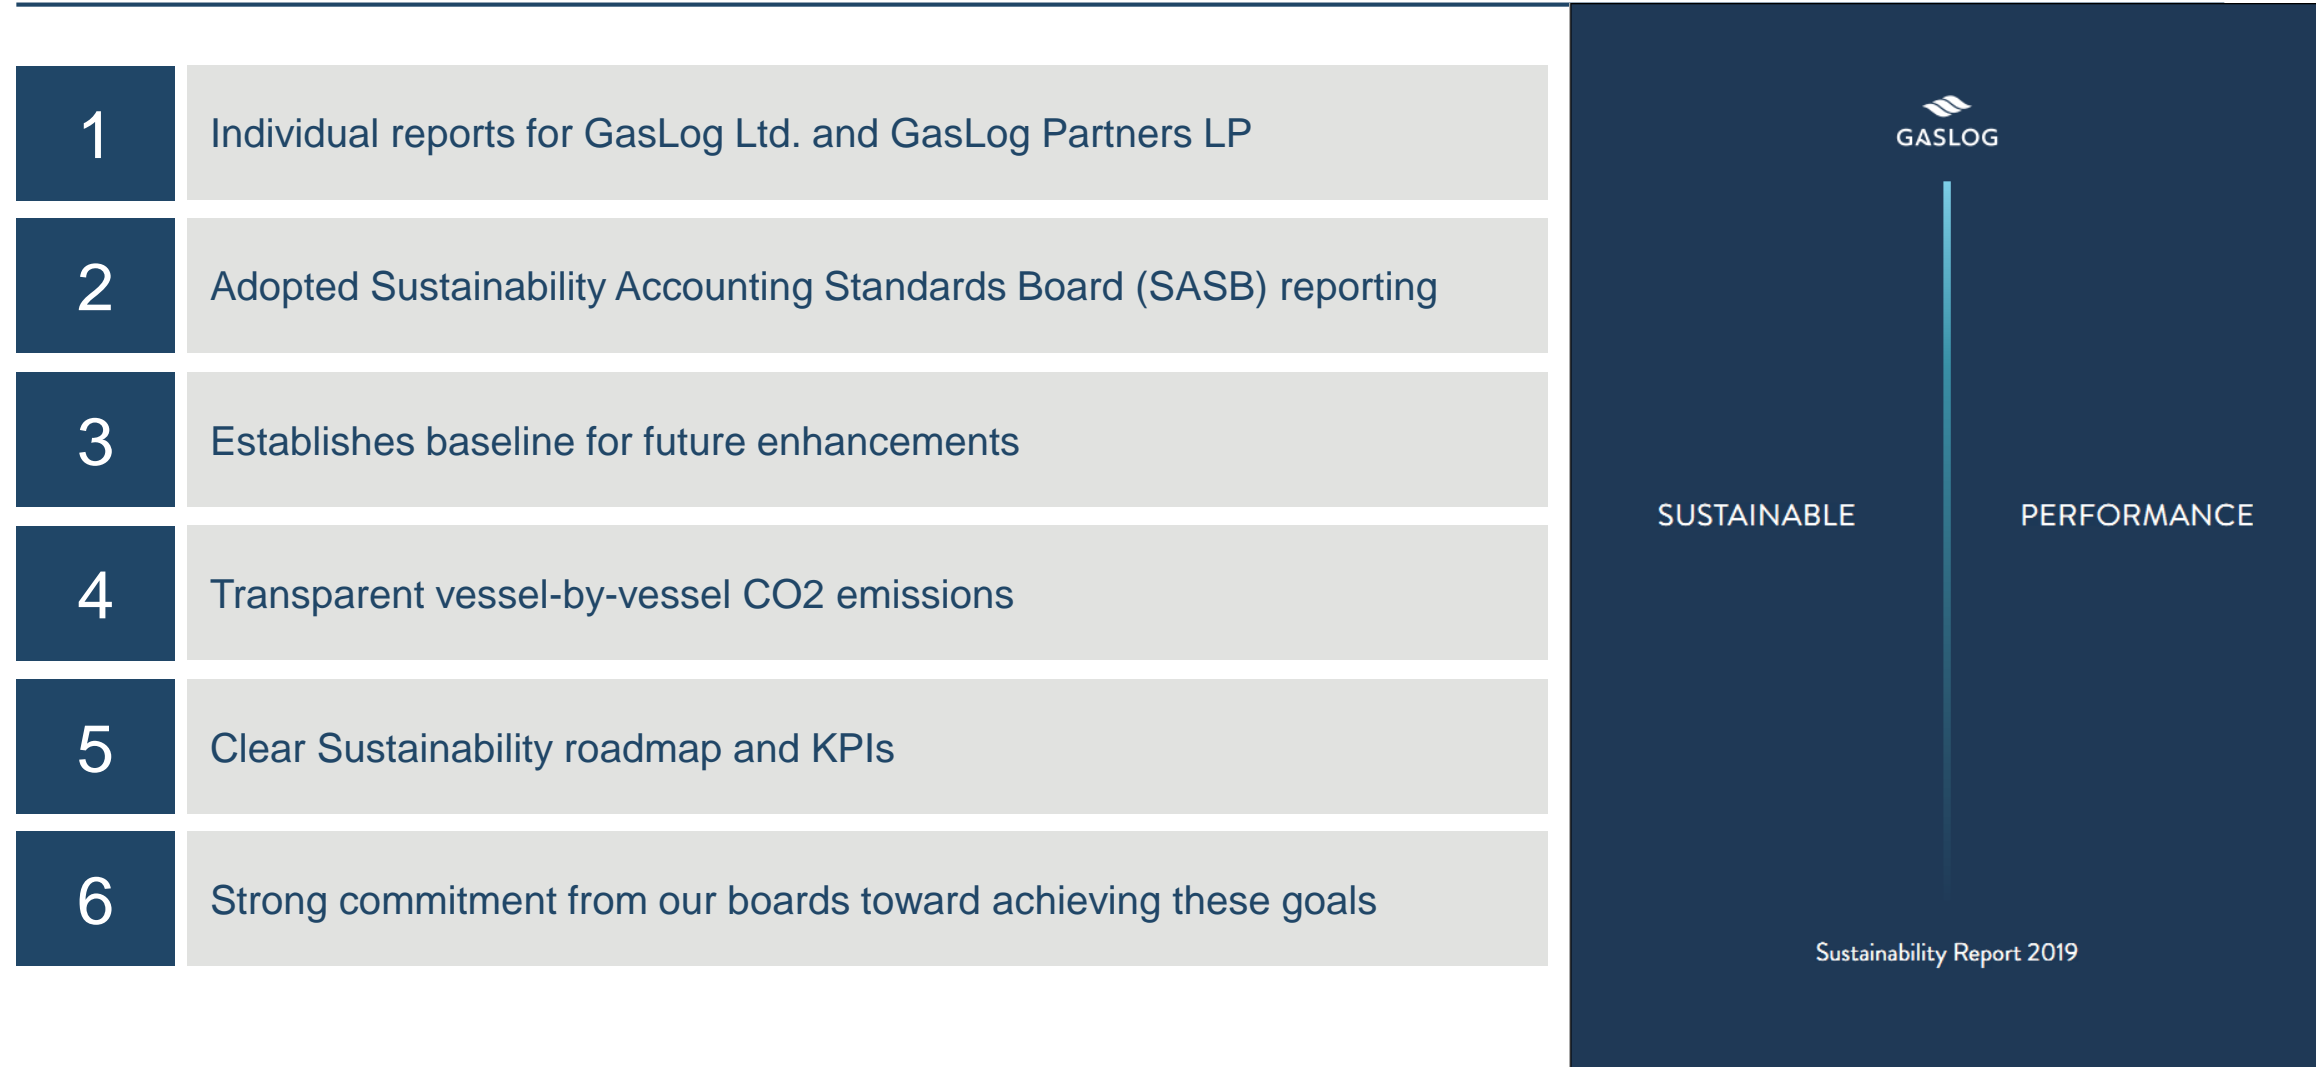 1
Individual reports for GasLog Ltd. and GasLog Partners LP
2
Adopted Sustainability Accounting Standards Board (SASB) reporting
3
Establishes baseline for future enhancements
4
Transparent vessel-by-vessel CO2 emissions
5
Clear Sustainability roadmap and KPIs
6
Strong commitment from our boards toward achieving these goals
GASLOG
SUSTAINABLE
PERFORMANCE
Sustainability Report 2019